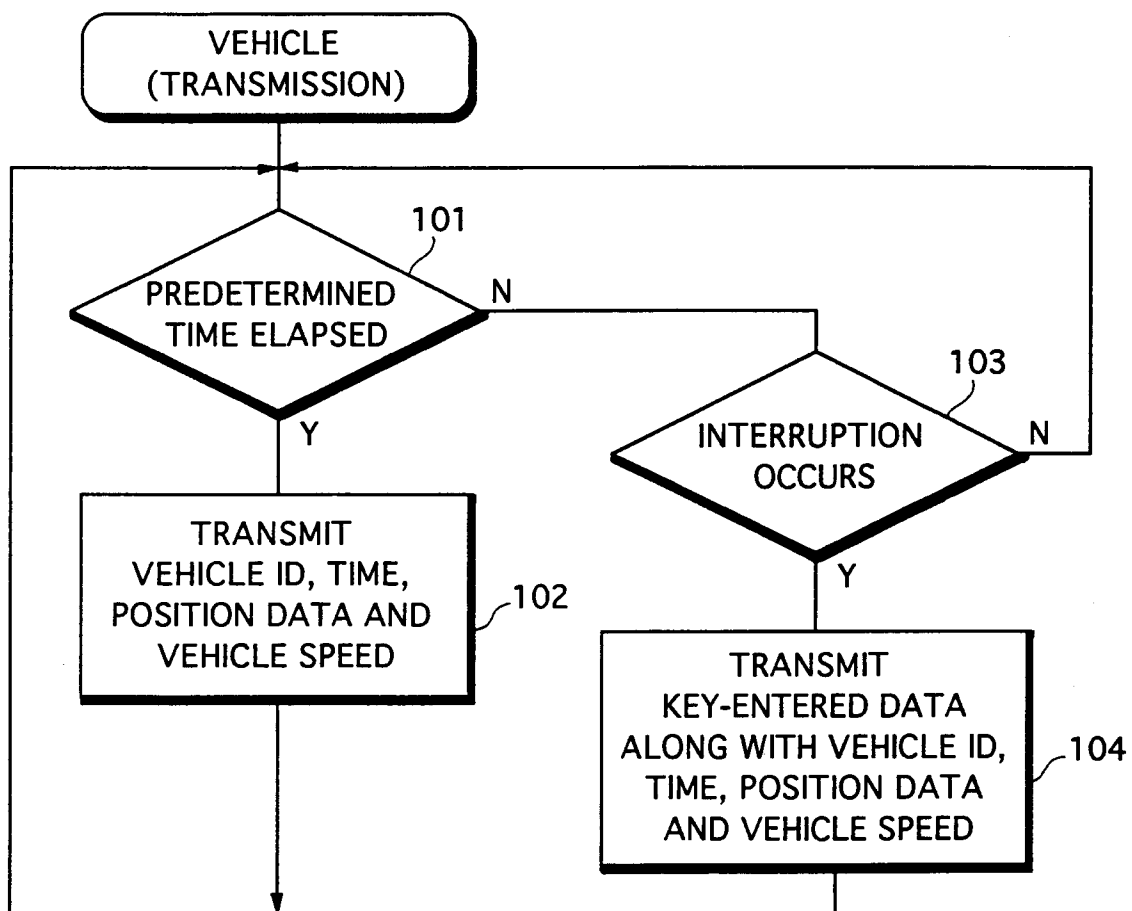 VEHICLE
(TRANSMISSION)
101
PREDETERMINED
TIME ELAPSED
N
Y
103
INTERRUPTION
OCCURS
N
Y
TRANSMIT
VEHICLE ID, TIME,
POSITION DATA AND
VEHICLE SPEED
102
TRANSMIT
KEY-ENTERED DATA
ALONG WITH VEHICLE ID,
TIME, POSITION DATA
AND VEHICLE SPEED
104